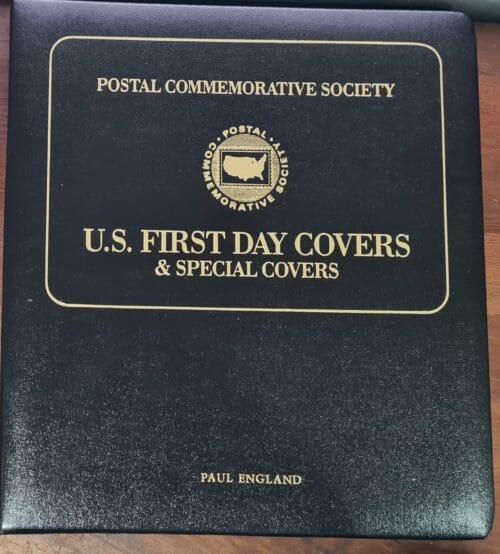 POSTAL COMMEMORATIVE SOCIETY
• POSTAL •
COMMEMORATIVE SOCIETY
U.S. FIRST DAY COVERS
& SPECIAL COVERS
PAUL ENGLAND